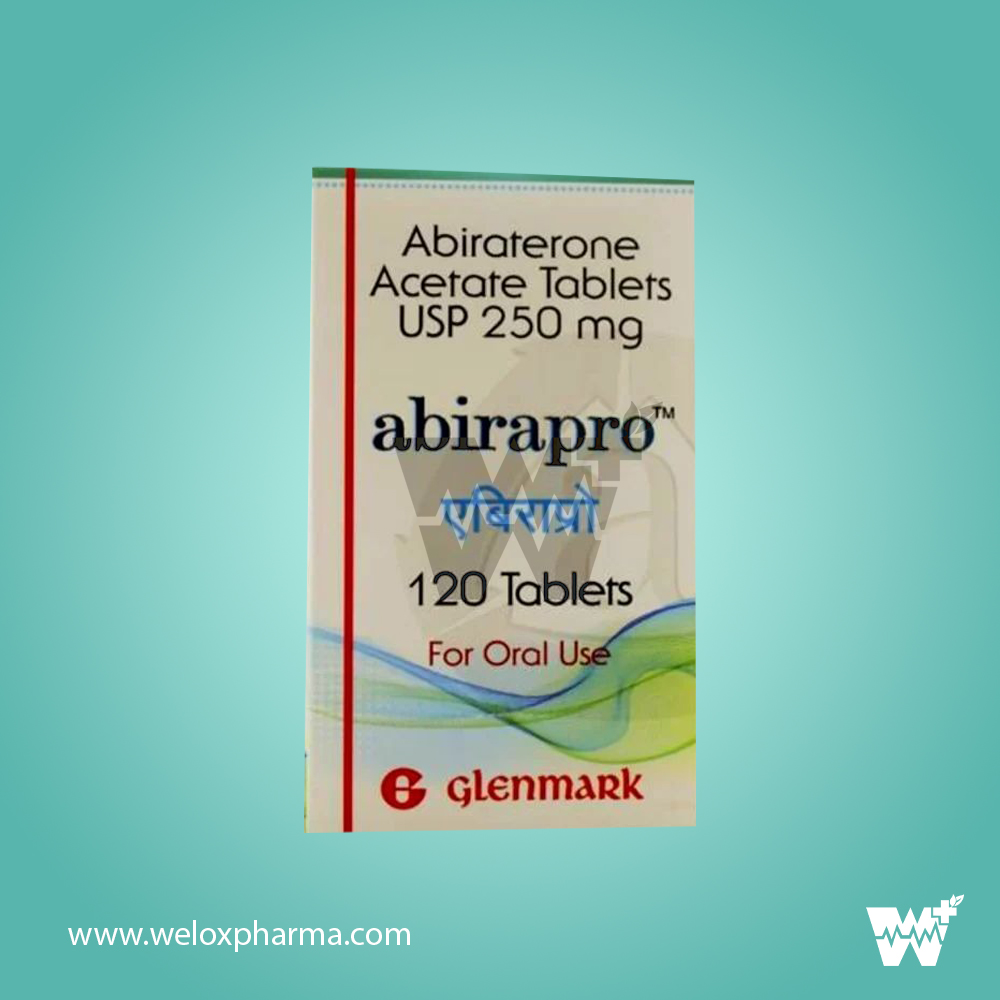 Abiraterone
Acetate Tablets
USP 250 mg
abirapro™
एबिराप्रो
120 Tablets
For Oral Use
G GLENMARK
www.weloxpharma.com
W+